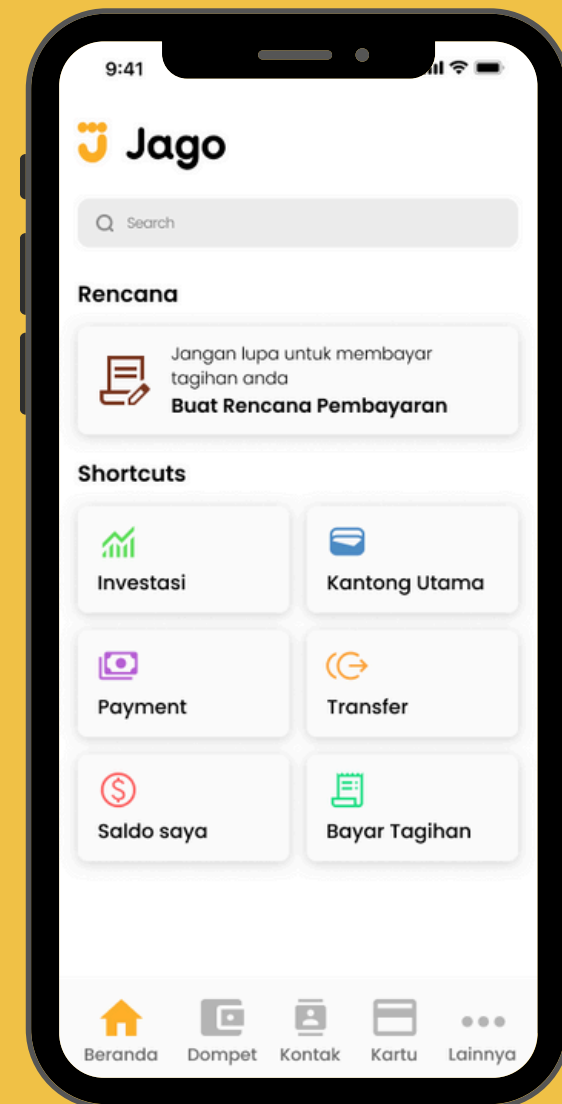 9:41
Jago
Search
Rencana
Jangan lupa untuk membayar
tagihan anda
Buat Rencana Pembayaran
Shortcuts
Investasi
Kantong Utama
Payment
Transfer
Saldo saya
Bayar Tagihan
Beranda
Dompet
Kontak
Kartu
Lainnya